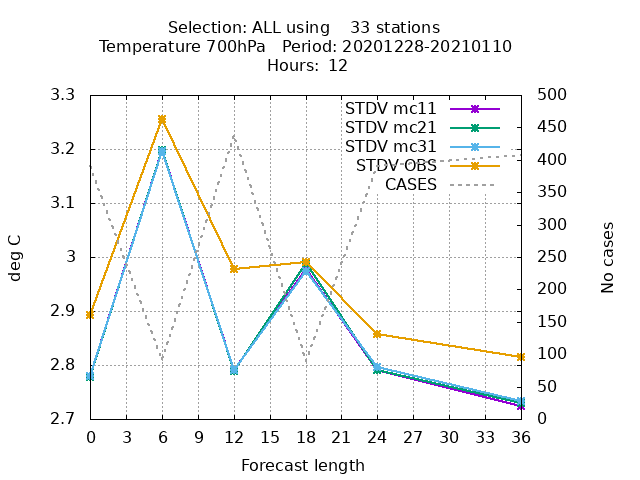 Selection: ALL using    33 stations
Temperature 700hPa   Period: 20201228-20210110
Hours:  12
STDV mc11
STDV mc21
STDV mc31
STDV OBS
CASES
3.3
3.2
3.1
3
2.9
2.8
2.7
deg C
500
450
400
350
300
250
200
150
100
50
0
No cases
0 3 6 9 12 15 18 21 24 27 30 33 36
Forecast length